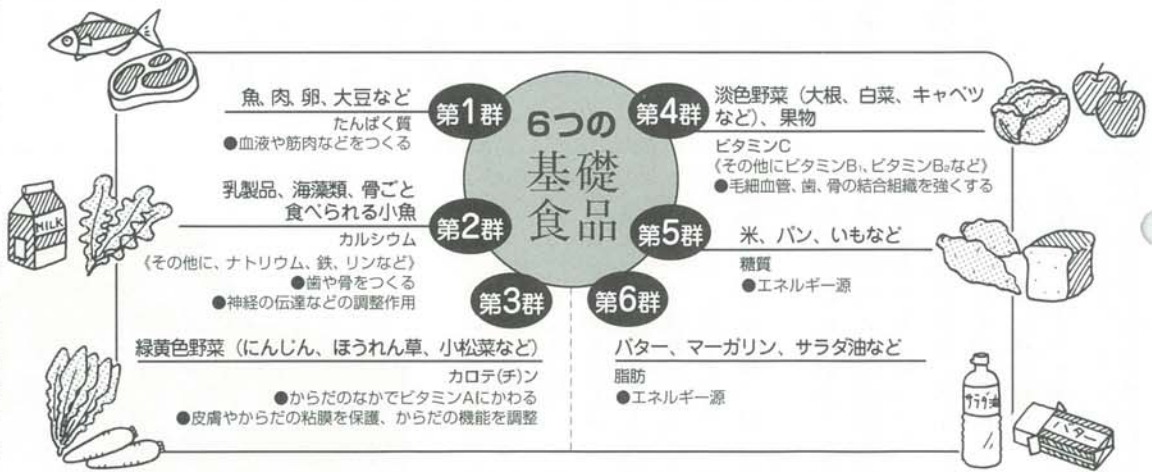 6つの
基礎
食品
第1群
魚、肉、卵、大豆など
たんぱく質
●血液や筋肉などをつくる
第2群
乳製品、海藻類、骨ごと
食べられる小魚
カルシウム
《その他に、ナトリウム、鉄、リンなど》
●歯や骨をつくる
●神経の伝達などの調整作用
MILK
第3群
緑黄色野菜（にんじん、ほうれん草、小松菜など）
カロテ(チ)ン
●からだのなかでビタミンAにかわる
●皮膚やからだの粘膜を保護、からだの機能を調整
第4群
淡色野菜（大根、白菜、キャベツ
など）、果物
ビタミンC
《その他にビタミンB₁、ビタミンB₂など》
●毛細血管、歯、骨の結合組織を強くする
第5群
米、パン、いもなど
糖質
●エネルギー源
第6群
バター、マーガリン、サラダ油など
脂肪
●エネルギー源
サラダ油
バター